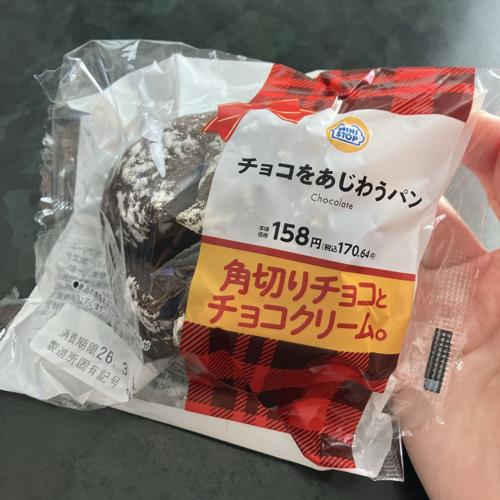 MINI
STOP
チョコをあじわうパン
Chocolate
本体
価格 158円(税込170.64円)
角切りチョコと
チョコクリーム。
消費期限26.3
製造所固有記号